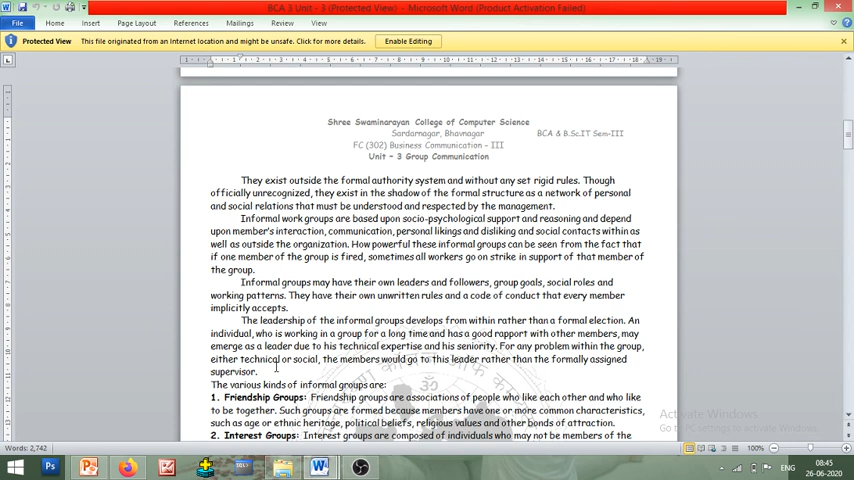 BCA 3 Unit - 3 (Protected View) - Microsoft Word (Product Activation Failed)
File Home Insert Page Layout References Mailings Review View
Protected View This file originated from an Internet location and might be unsafe. Click for more details. Enable Editing
Shree Swaminarayan College of Computer Science
Sardarnagar, Bhavnagar BCA & B.Sc.IT Sem-III
FC (302) Business Communication - III
Unit – 3 Group Communication
They exist outside the formal authority system and without any set rigid rules. Though
officially unrecognized, they exist in the shadow of the formal structure as a network of personal
and social relations that must be understood and respected by the management.
Informal work groups are based upon socio-psychological support and reasoning and depend
upon member's interaction, communication, personal likings and disliking and social contacts within as
well as outside the organization. How powerful these informal groups can be seen from the fact that
if one member of the group is fired, sometimes all workers go on strike in support of that member of
the group.
Informal groups may have their own leaders and followers, group goals, social roles and
working patterns. They have their own unwritten rules and a code of conduct that every member
implicitly accepts.
The leadership of the informal groups develops from within rather than a formal election. An
individual, who is working in a group for a long time and has a good rapport with other members, may
emerge as a leader due to his technical expertise and his seniority. For any problem within the group,
either technical or social, the members would go to this leader rather than the formally assigned
supervisor.
The various kinds of informal groups are:
1. Friendship Groups: Friendship groups are associations of people who like each other and who like
to be together. Such groups are formed because members have one or more common characteristics,
such as age or ethnic heritage, political beliefs, religious values and other bonds of attraction.
2. Interest Groups: Interest groups are composed of individuals who may not be members of the
Activate Windows
Go to PC settings to activate Windows.
Words: 2,742 100%
ENG 08:45
26-06-2020